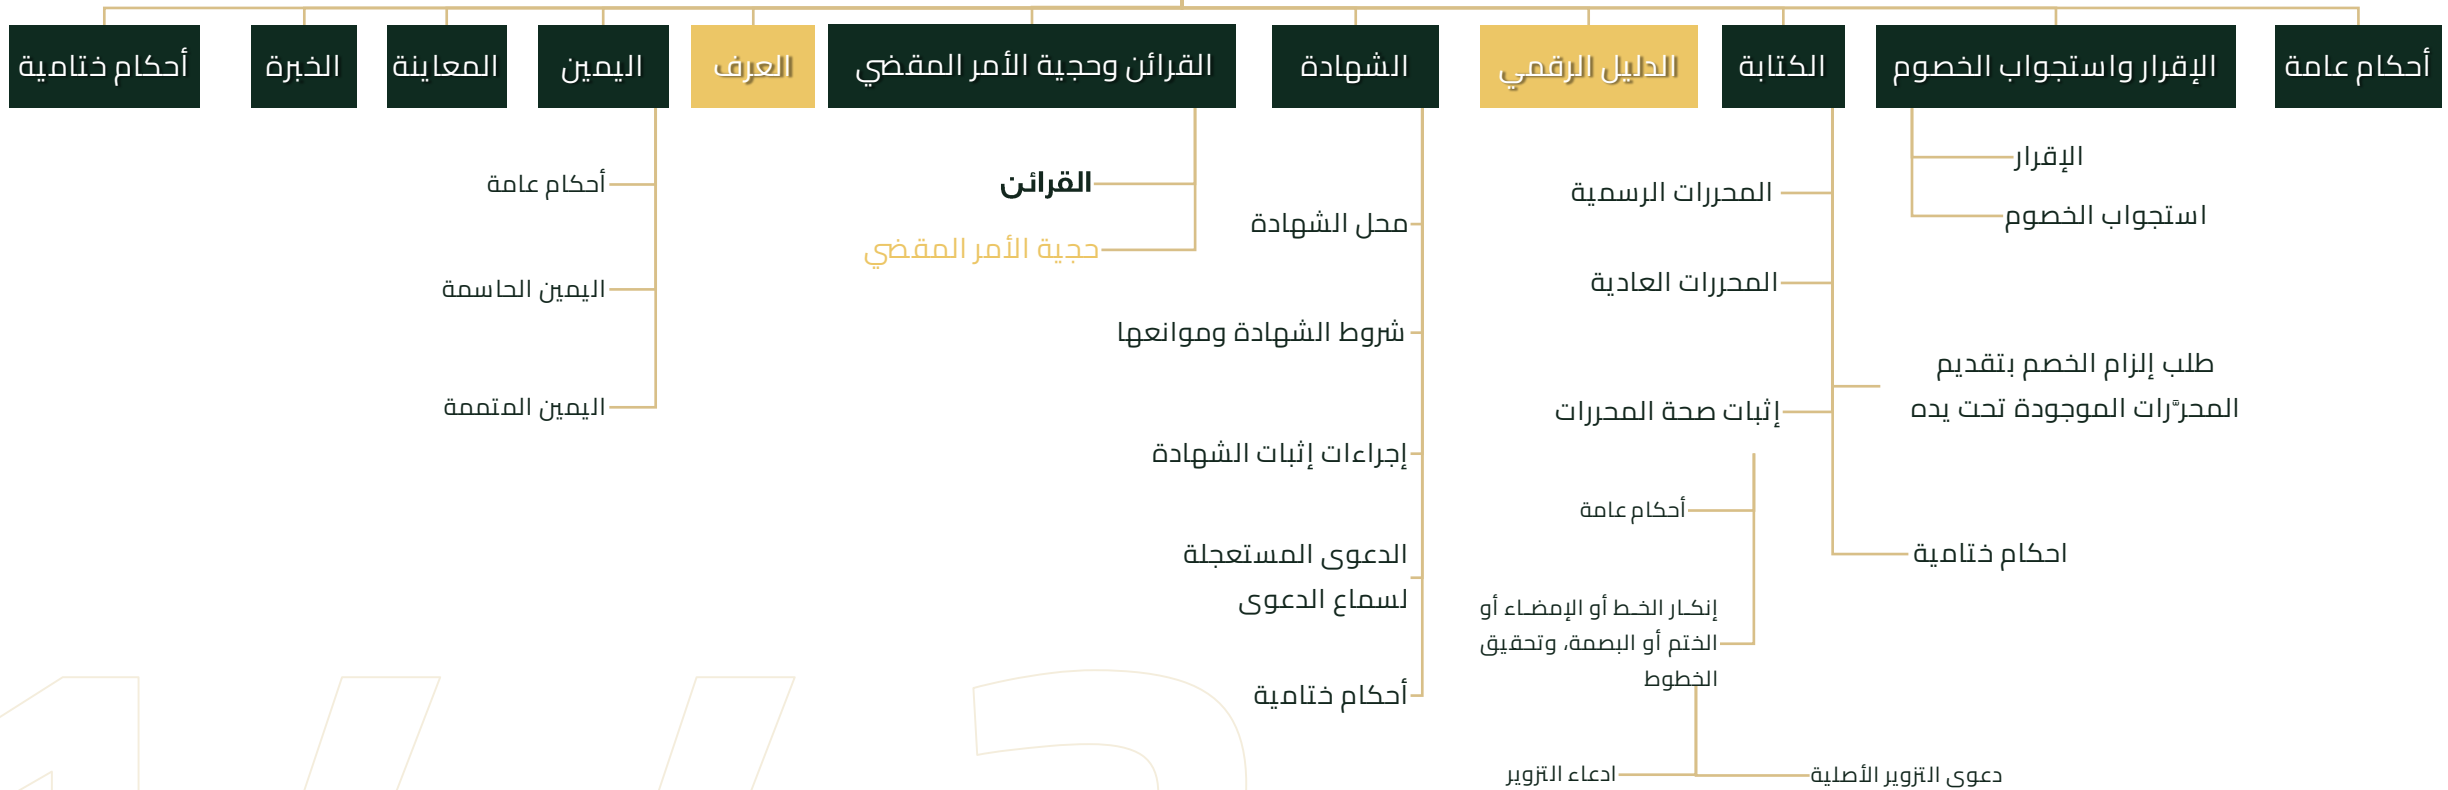 أحكام عامة
الإقرار واستجواب الخصوم
الكتابة
الدليل الرقمي
الشهادة
القرائن وحجية الأمر المقضي
العرف
اليمين
المعاينة
الخبرة
أحكام ختامية
الإقرار
استجواب الخصوم
المحررات الرسمية
المحررات العادية
طلب إلزام الخصم بتقديم
المحرَّرات الموجودة تحت يده
إثبات صحة المحررات
أحكام عامة
إنكـار الخـط أو الإمضـاء أو
الختم أو البصمة، وتحقيق
الخطوط
دعوى التزوير الأصلية
ادعاء التزوير
احكام ختامية
محل الشهادة
شروط الشهادة وموانعها
إجراءات إثبات الشهادة
الدعوى المستعجلة
لسماع الدعوى
أحكام ختامية
القرائن
حجية الأمر المقضي
أحكام عامة
اليمين الحاسمة
اليمين المتممة